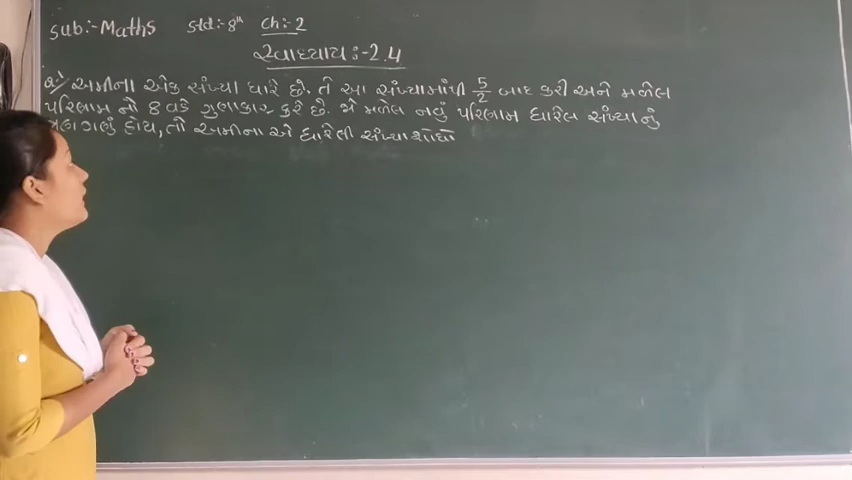 Sub:-Maths Std:-8th Ch:-2
સ્વાધ્યાય:-2.4
Q-1 અમીના એક સંખ્યા ધારે છે. તે આ સંખ્યામાંથી 5/2 બાદ કરી અને મળેલ
પરિણામ નો 8 વડે ગુણાકાર કરે છે. જો મળેલ નવું પરિણામ ધારેલ સંખ્યાનું
ત્રણ ગણું હોય, તો અમીના એ ધારેલી સંખ્યા શોધો